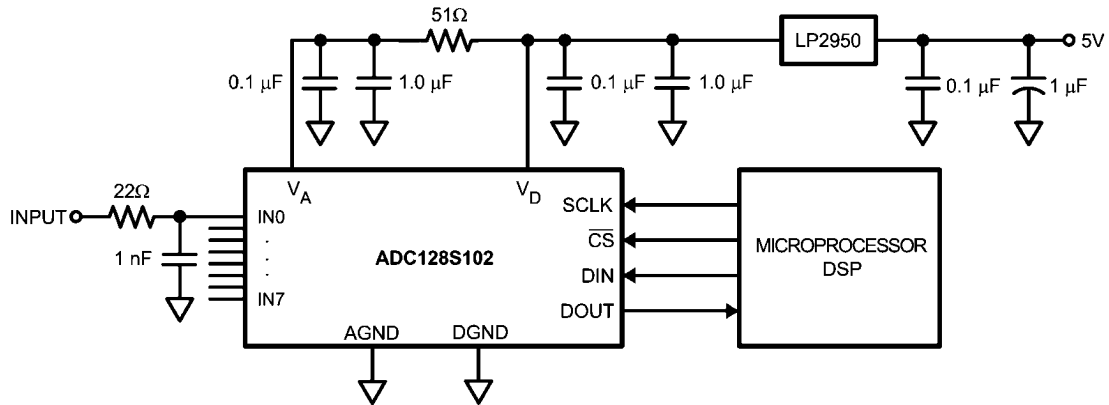 51Ω
LP2950
5V
0.1 μF
1.0 μF
0.1 μF
1.0 μF
0.1 μF
1 μF
V_A
V_D
22Ω
INPUT
IN0
SCLK
1 nF
.
.
.
ADC128S102
C̅S̅
MICROPROCESSOR
DSP
DIN
IN7
DOUT
AGND
DGND